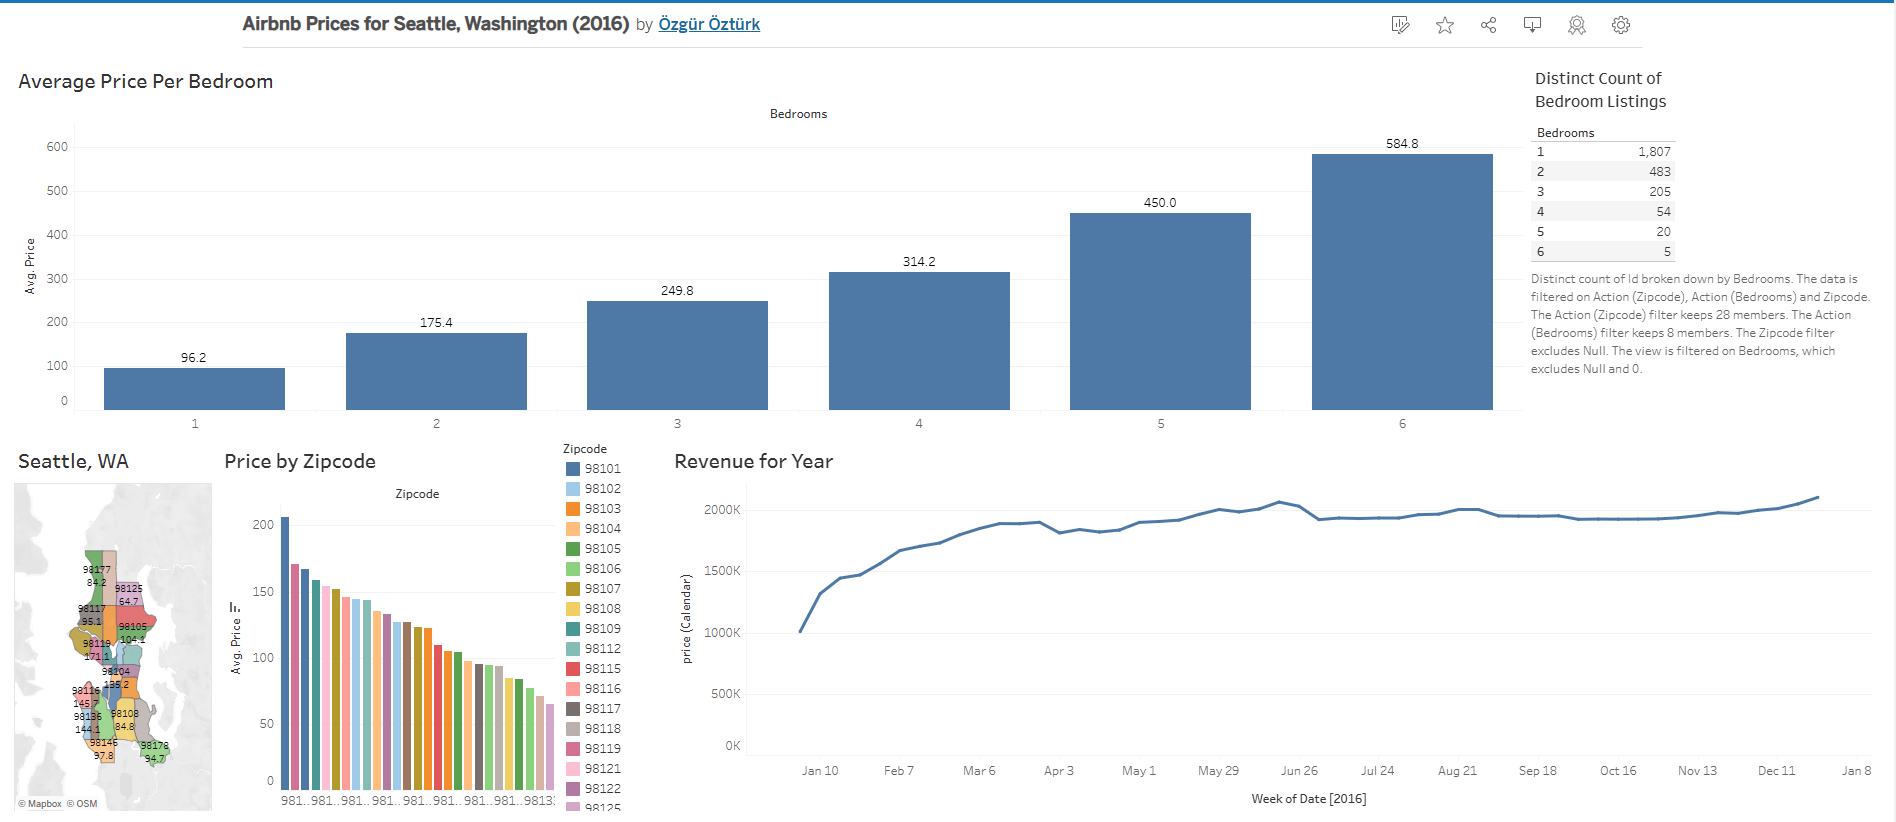 Airbnb Prices for Seattle, Washington (2016) by Özgür Öztürk
Average Price Per Bedroom
Bedrooms
Avg. Price
600
500
400
300
200
100
0
96.2
175.4
249.8
314.2
450.0
584.8
1
2
3
4
5
6
Distinct Count of
Bedroom Listings
Bedrooms
1 1,807
2 483
3 205
4 54
5 20
6 5
Distinct count of Id broken down by Bedrooms. The data is
filtered on Action (Zipcode), Action (Bedrooms) and Zipcode.
The Action (Zipcode) filter keeps 28 members. The Action
(Bedrooms) filter keeps 8 members. The Zipcode filter
excludes Null. The view is filtered on Bedrooms, which
excludes Null and 0.
Seattle, WA
98177
84.2
98125
64.7
98117
95.1
98105
104.1
98119
171.1
98104
98116
145.7
98136
144.1
98108
84.8
98146
97.8
98178
94.7
© Mapbox © OSM
Price by Zipcode
Zipcode
Avg. Price
200
150
100
50
0
981.. 981.. 981.. 981.. 981.. 981.. 981.. 981.. 98133
Zipcode
98101
98102
98103
98104
98105
98106
98107
98108
98109
98112
98115
98116
98117
98118
98119
98121
98122
98125
Revenue for Year
price (Calendar)
2000K
1500K
1000K
500K
0K
Jan 10 Feb 7 Mar 6 Apr 3 May 1 May 29 Jun 26 Jul 24 Aug 21 Sep 18 Oct 16 Nov 13 Dec 11 Jan 8
Week of Date [2016]